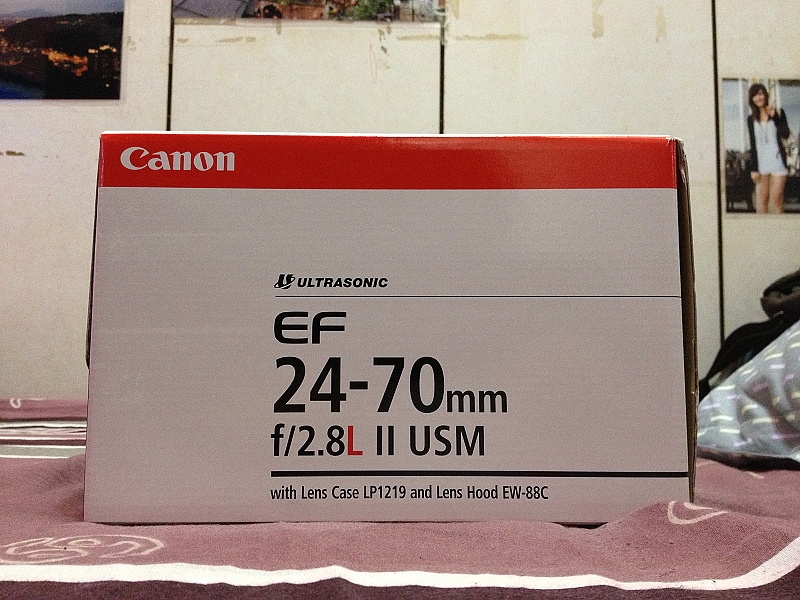 Canon
ULTRASONIC
EF
24-70mm
f/2.8L II USM
with Lens Case LP1219 and Lens Hood EW-88C